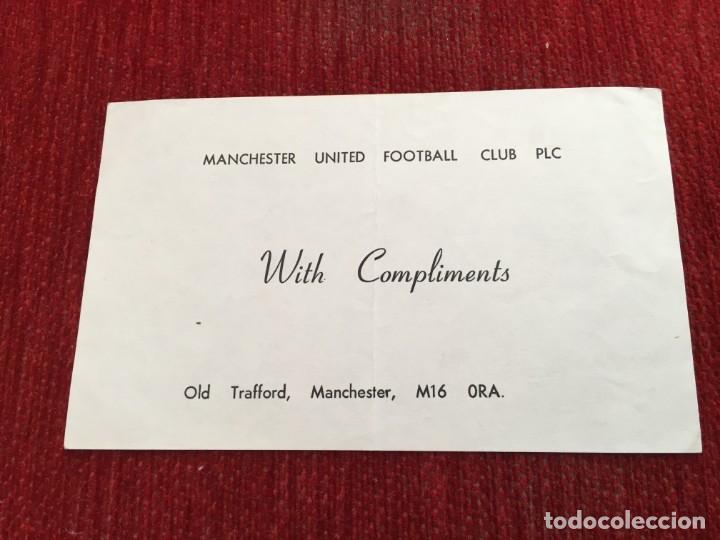 MANCHESTER UNITED FOOTBALL CLUB PLC
With Compliments
Old Trafford, Manchester, M16 0RA.
todocoleccion